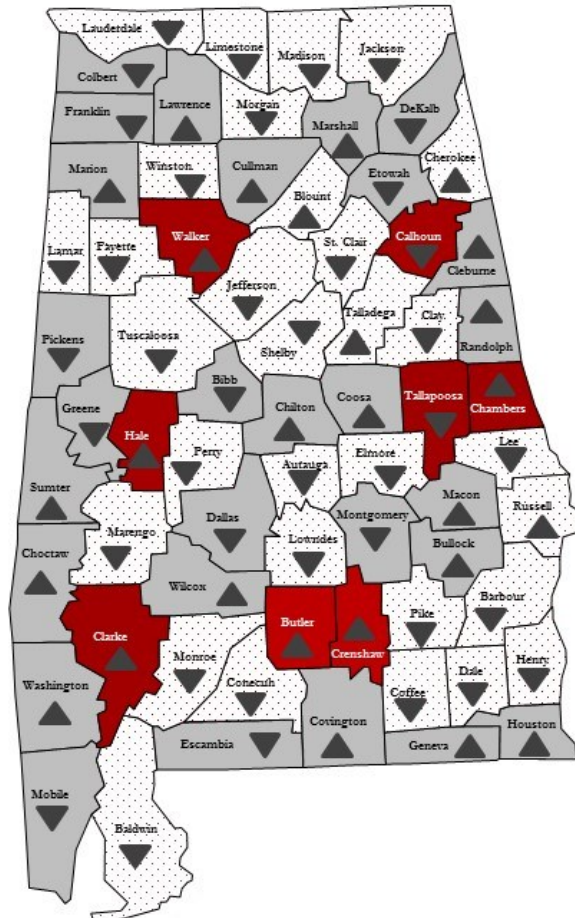 Lauderdale
Limestone
Madison
Jackson
Colbert
Franklin
Lawrence
Morgan
Marshall
DeKalb
Marion
Winston
Cullman
Etowah
Cherokee
Blount
Lamar
Fayette
Walker
St. Clair
Calhoun
Cleburne
Jefferson
Talladega
Clay
Randolph
Pickens
Tuscaloosa
Shelby
Bibb
Greene
Hale
Perry
Chilton
Coosa
Tallapoosa
Chambers
Lee
Autauga
Elmore
Sumter
Macon
Russell
Marengo
Dallas
Lowndes
Montgomery
Bullock
Choctaw
Wilcox
Clarke
Butler
Crenshaw
Pike
Barbour
Monroe
Conecuh
Coffee
Dale
Henry
Washington
Covington
Geneva
Houston
Escambia
Mobile
Baldwin